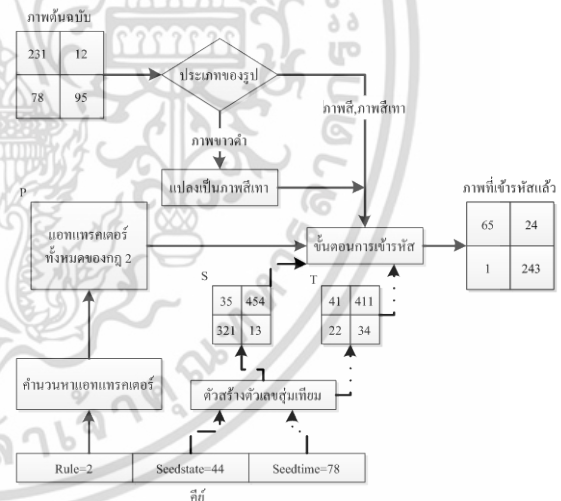 ภาพต้นฉบับ
231 12
78 95
ประเภทของรูป
ภาพสี,ภาพสีเทา
ภาพขาวดำ
แปลงเป็นภาพสีเทา
P
แอทแทรคเตอร์
ทั้งหมดของกฎ 2
ขั้นตอนการเข้ารหัส
ภาพที่เข้ารหัสแล้ว
65 24
1 243
S
35 454
321 13
T
41 411
22 34
คำนวนหาแอทแทรคเตอร์
ตัวสร้างตัวเลขสุ่มเทียม
Rule=2 Seedstate=44 Seedtime=78
คีย์